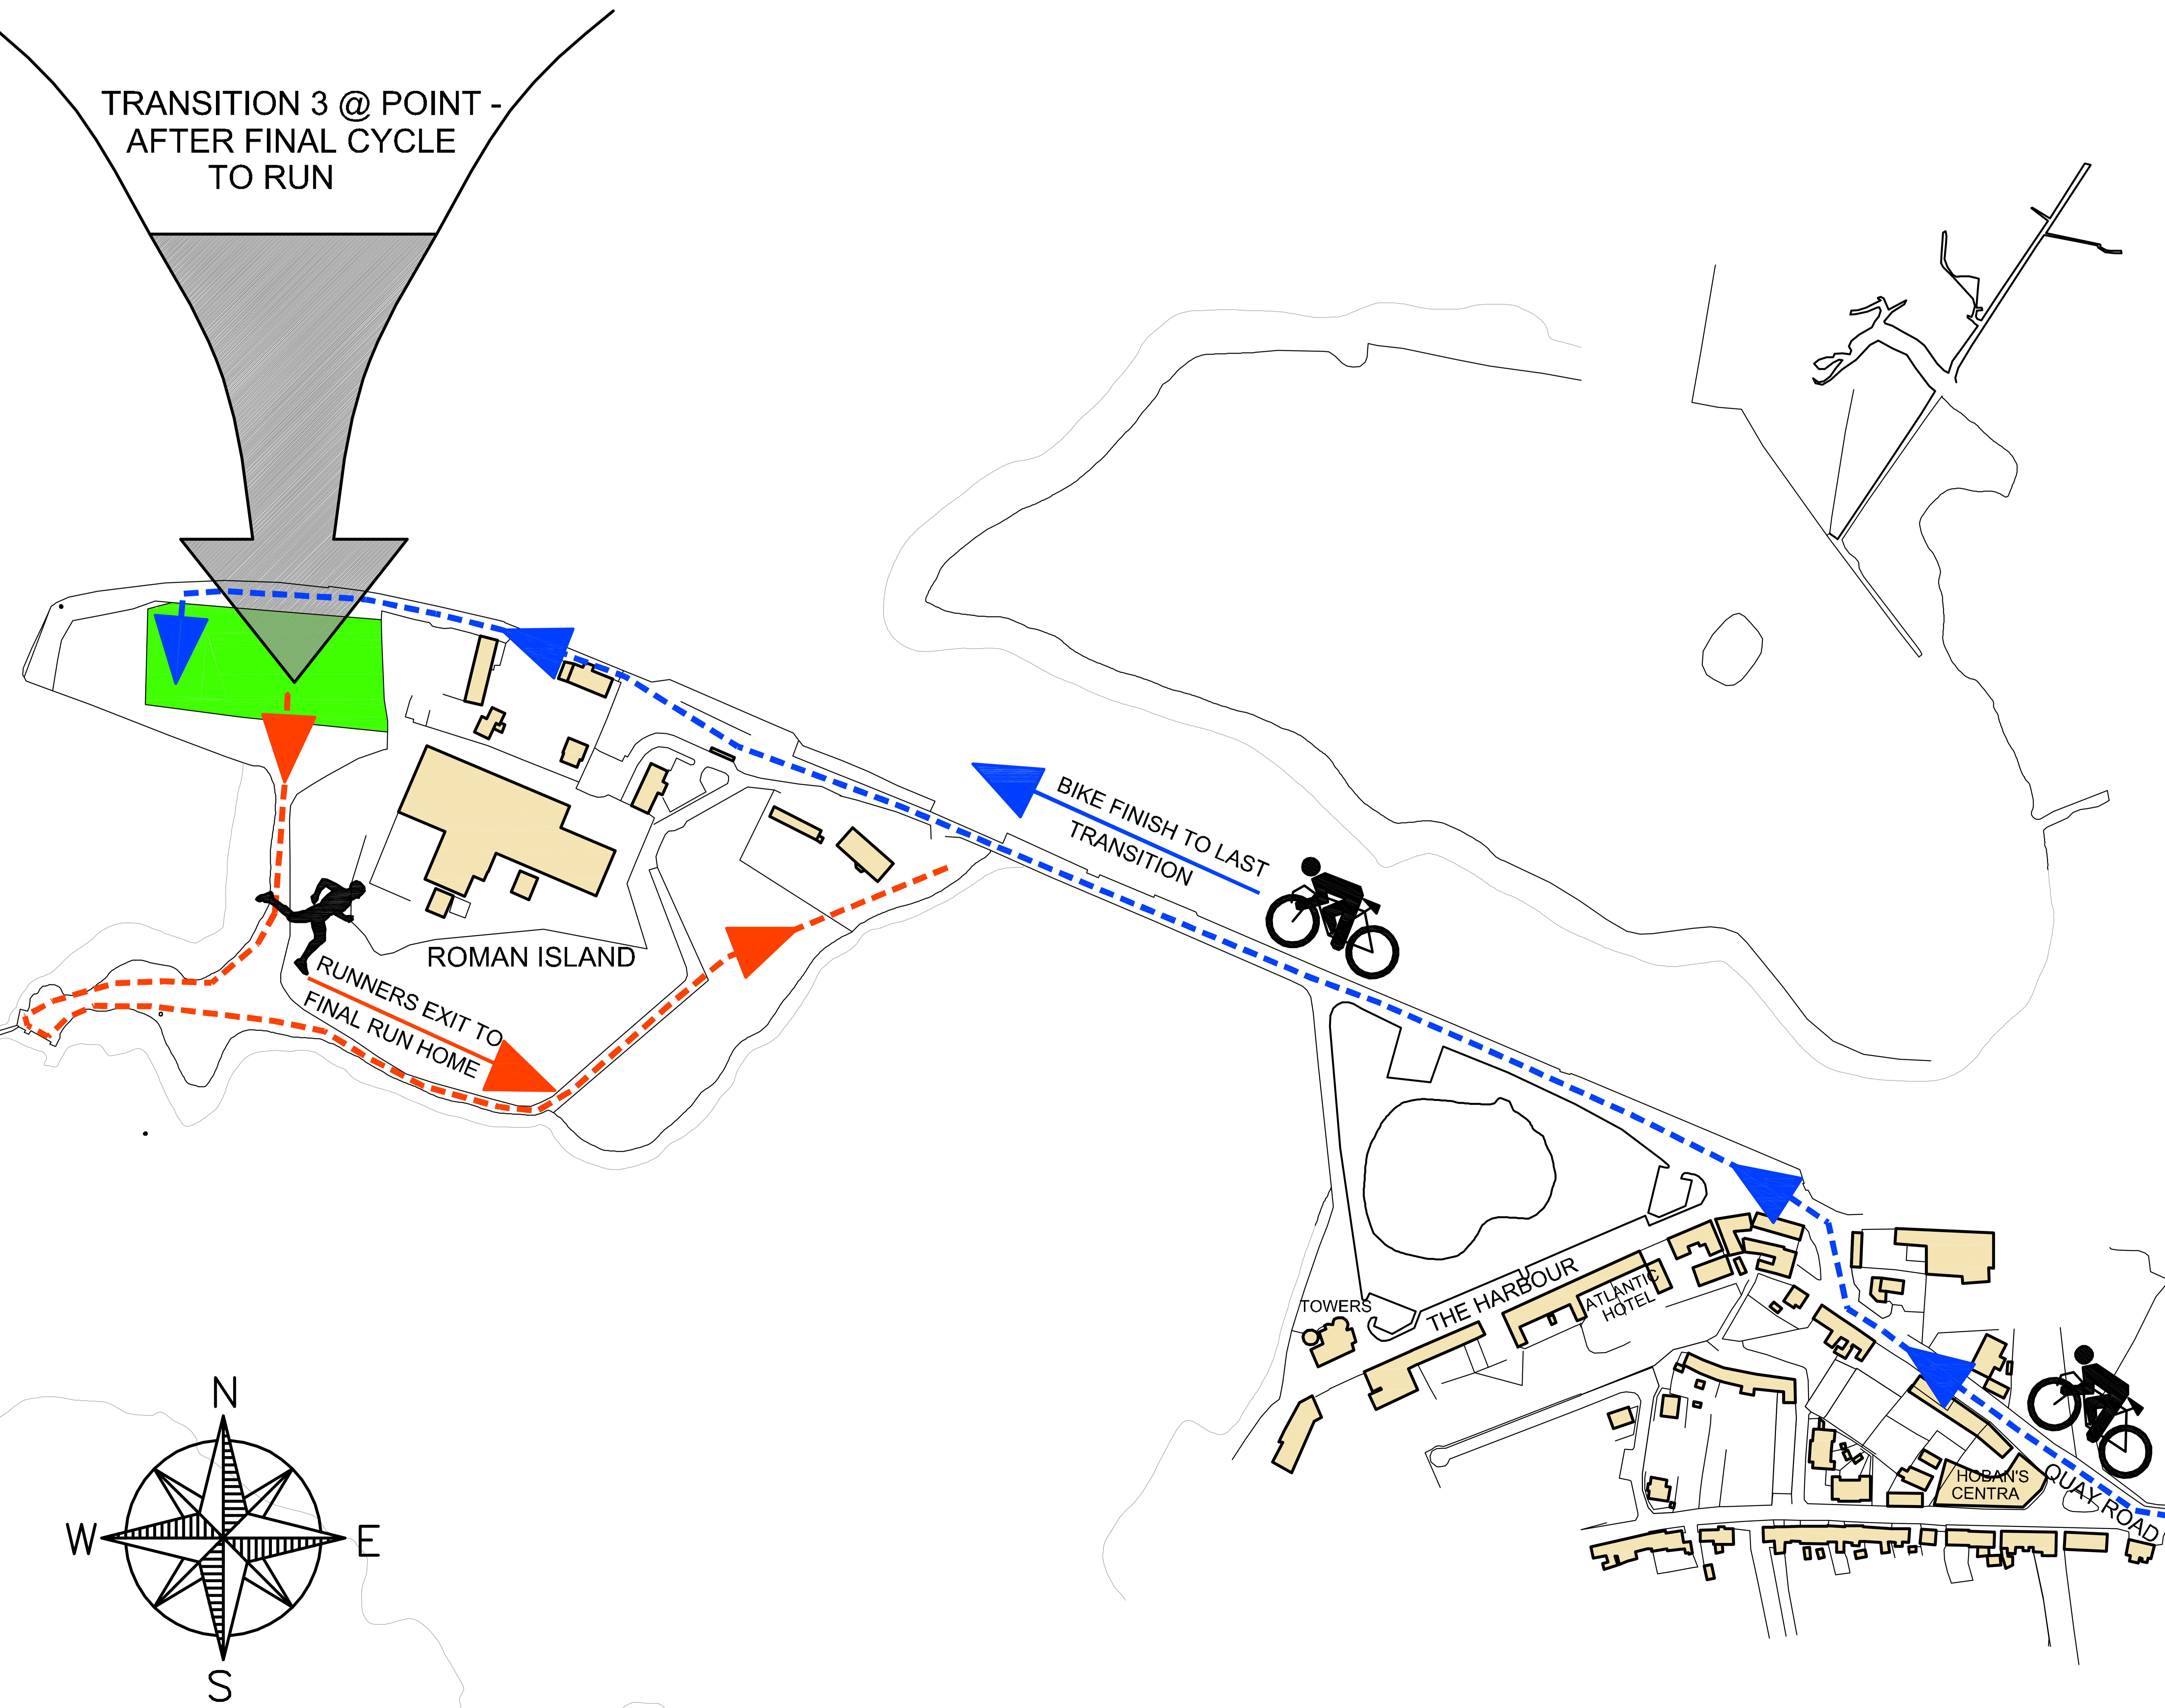 TRANSITION 3 @ POINT -
AFTER FINAL CYCLE
TO RUN
BIKE FINISH TO LAST
TRANSITION
ROMAN ISLAND
RUNNERS EXIT TO
FINAL RUN HOME
TOWERS
THE HARBOUR
ATLANTIC
HOTEL
HOBAN'S
CENTRA
QUAY ROAD
N
W
E
S